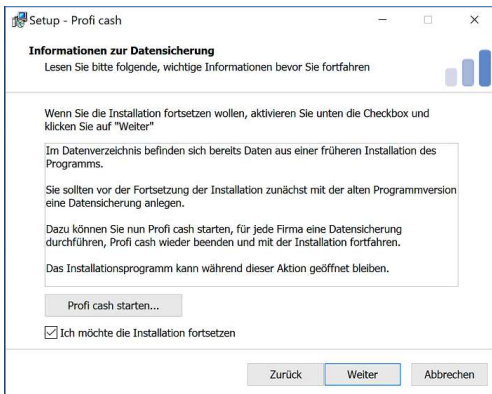 Setup - Profi cash
Informationen zur Datensicherung
Lesen Sie bitte folgende, wichtige Informationen bevor Sie fortfahren
Wenn Sie die Installation fortsetzen wollen, aktivieren Sie unten die Checkbox und
klicken Sie auf "Weiter"
Im Datenverzeichnis befinden sich bereits Daten aus einer früheren Installation des
Programms.
Sie sollten vor der Fortsetzung der Installation zunächst mit der alten Programmversion
eine Datensicherung anlegen.
Dazu können Sie nun Profi cash starten, für jede Firma eine Datensicherung
durchführen, Profi cash wieder beenden und mit der Installation fortfahren.
Das Installationsprogramm kann während dieser Aktion geöffnet bleiben.
Profi cash starten...
Ich möchte die Installation fortsetzen
Zurück Weiter Abbrechen